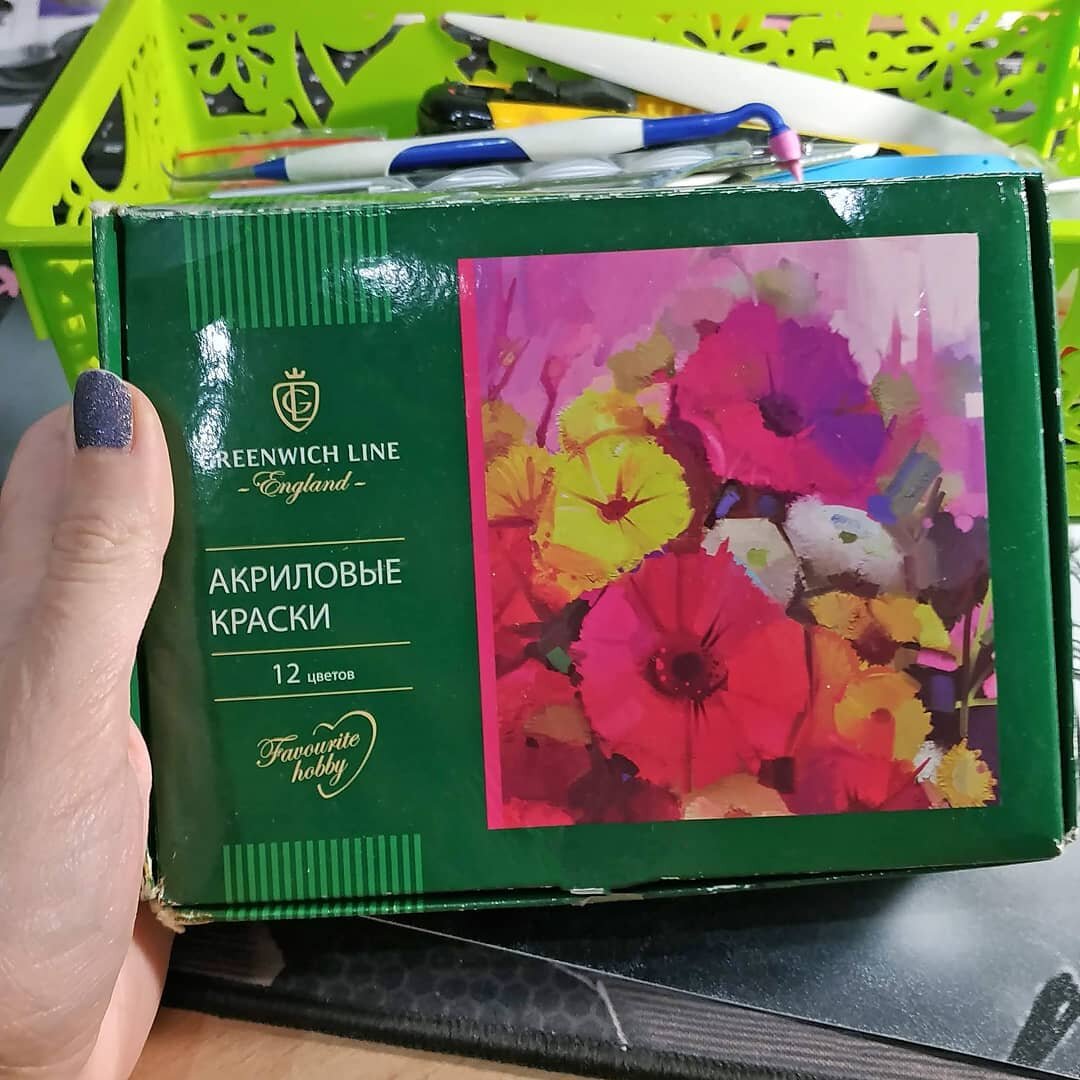 GREENWICH LINE
- England -
АКРИЛОВЫЕ
КРАСКИ
12 цветов
Favourite
hobby